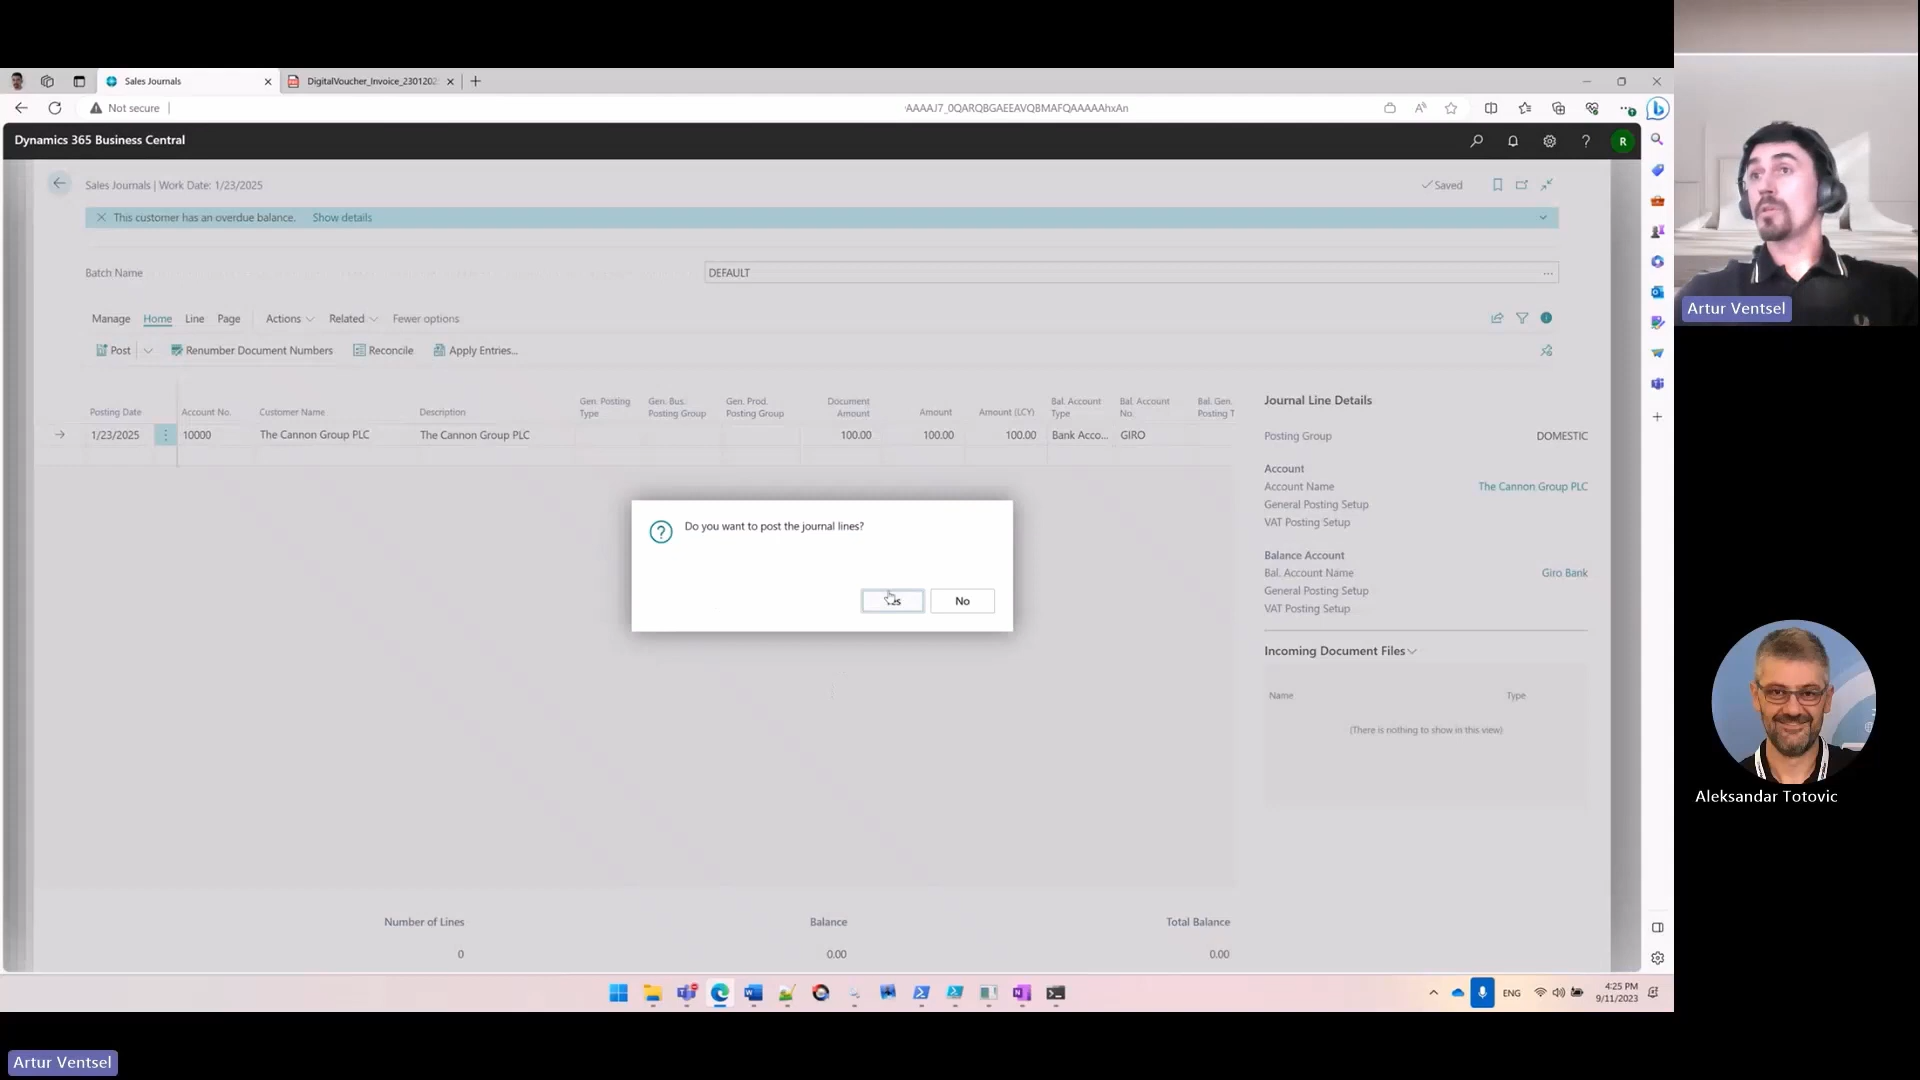 Sales Journals
DigitalVoucher_Invoice_2301202
Not secure
AAAAJ7_0QARQBGAEEAVQBMAFQAAAAAhxAn
Dynamics 365 Business Central
R
Sales Journals | Work Date: 1/23/2025
Saved
This customer has an overdue balance. Show details
Batch Name
DEFAULT
Manage Home Line Page Actions Related Fewer options
Post Renumber Document Numbers Reconcile Apply Entries...
Posting Date Account No. Customer Name Description Gen. Posting Type Gen. Bus. Posting Group Gen. Prod. Posting Group Document Amount Amount Amount (LCY) Bal. Account Type Bal. Account No. Bal. Gen. Posting T
1/23/2025 10000 The Cannon Group PLC The Cannon Group PLC 100.00 100.00 100.00 Bank Acco... GIRO
Do you want to post the journal lines?
No
Number of Lines Balance Total Balance
0 0.00 0.00
Journal Line Details
Posting Group DOMESTIC
Account
Account Name The Cannon Group PLC
General Posting Setup
VAT Posting Setup
Balance Account
Bal. Account Name Giro Bank
General Posting Setup
VAT Posting Setup
Incoming Document Files
Name Type
(There is nothing to show in this view)
ENG
4:25 PM
9/11/2023
Artur Ventsel
Aleksandar Totovic
Artur Ventsel